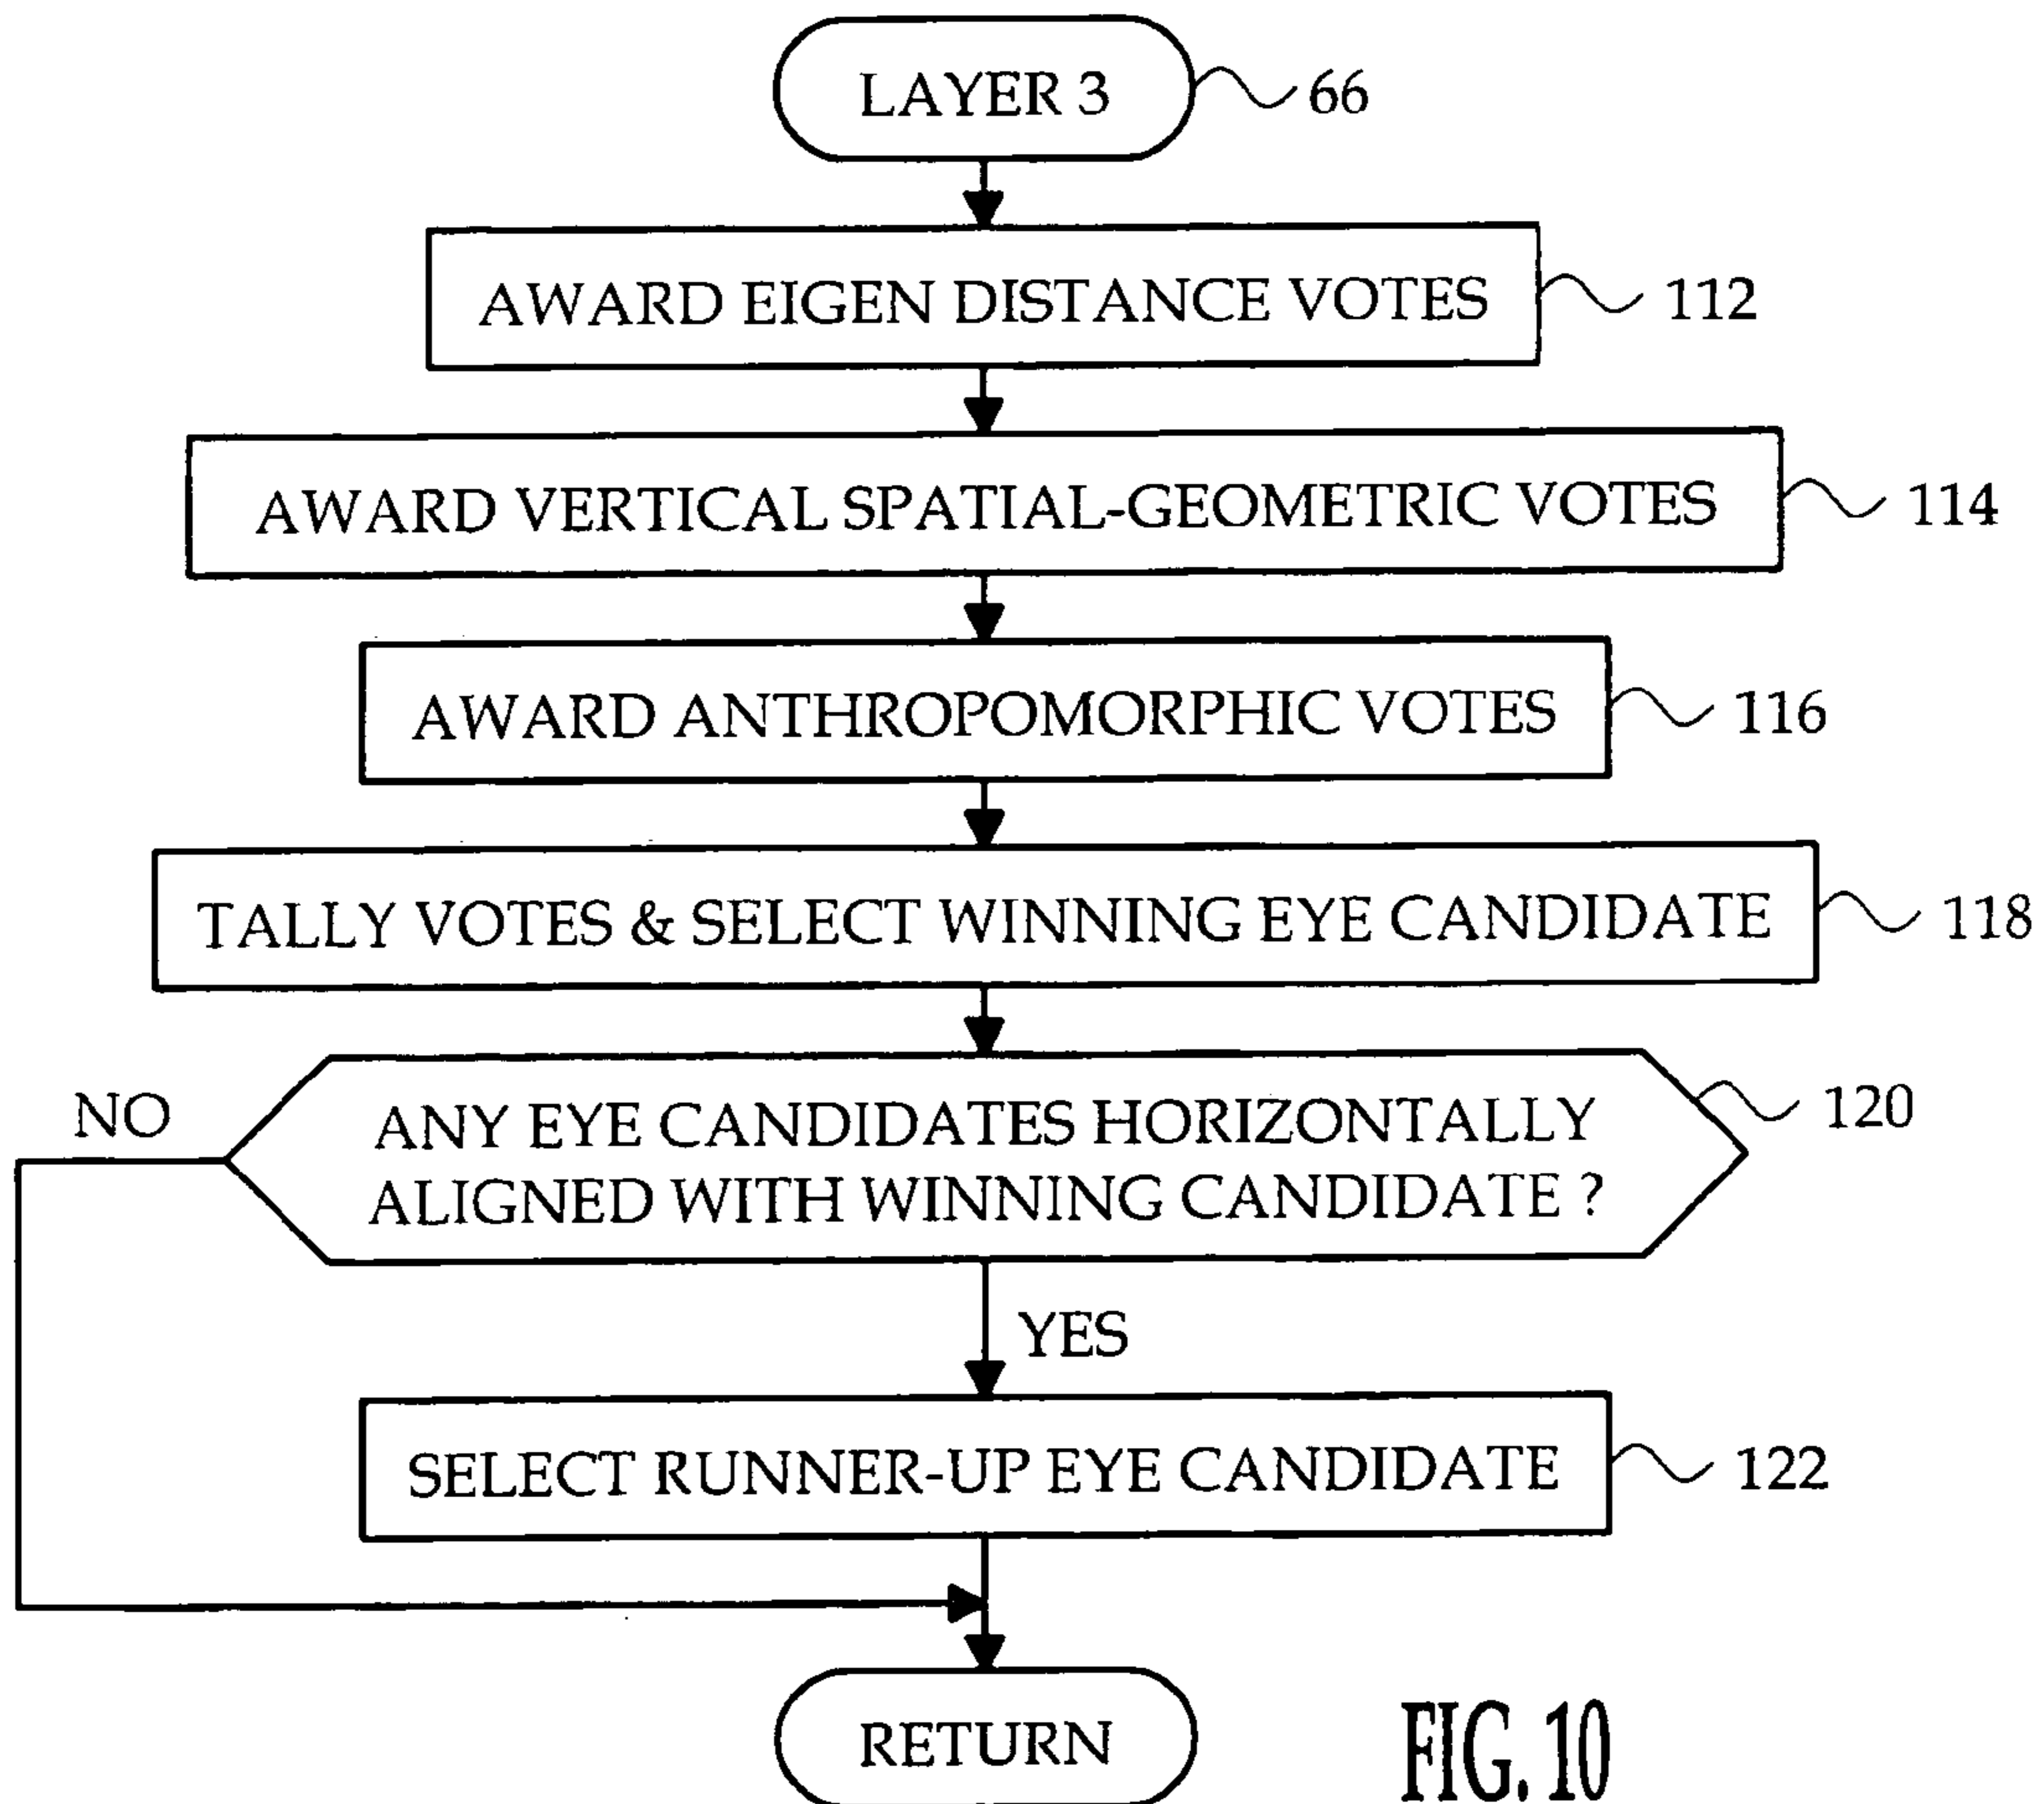 LAYER 3
66
AWARD EIGEN DISTANCE VOTES
112
AWARD VERTICAL SPATIAL-GEOMETRIC VOTES
114
AWARD ANTHROPOMORPHIC VOTES
116
TALLY VOTES & SELECT WINNING EYE CANDIDATE
118
NO
ANY EYE CANDIDATES HORIZONTALLY
ALIGNED WITH WINNING CANDIDATE ?
120
YES
SELECT RUNNER-UP EYE CANDIDATE
122
RETURN
FIG. 10